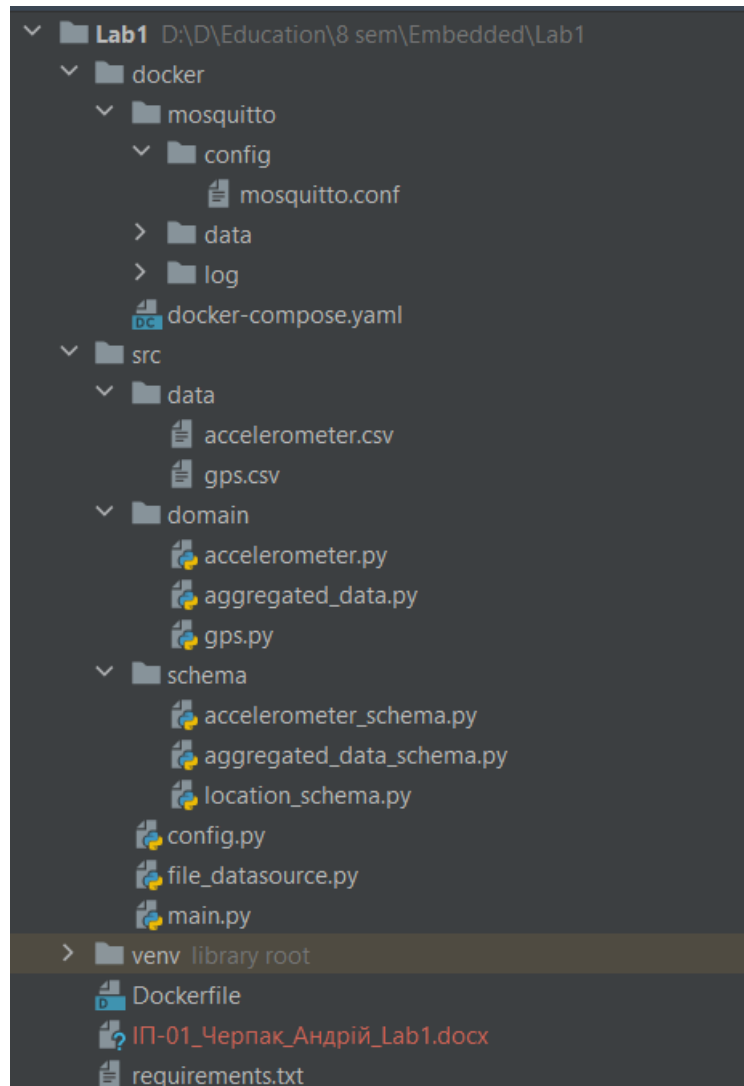 Lab1 D:\D\Education\8 sem\Embedded\Lab1
docker
mosquitto
config
mosquitto.conf
data
log
DC docker-compose.yaml
src
data
accelerometer.csv
gps.csv
domain
accelerometer.py
aggregated_data.py
gps.py
schema
accelerometer_schema.py
aggregated_data_schema.py
location_schema.py
config.py
file_datasource.py
main.py
venv library root
D Dockerfile
? ІП-01_Черпак_Андрій_Lab1.docx
requirements.txt